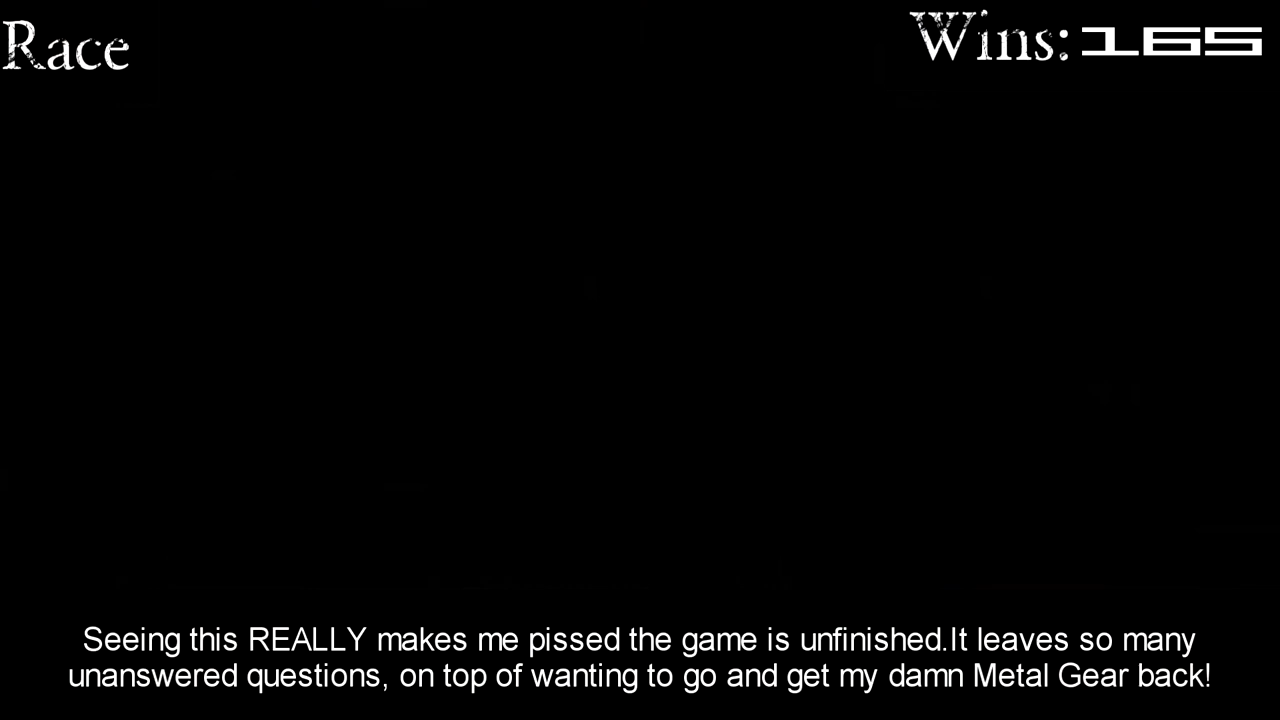 Race
Wins:165
Seeing this REALLY makes me pissed the game is unfinished.It leaves so many
unanswered questions, on top of wanting to go and get my damn Metal Gear back!